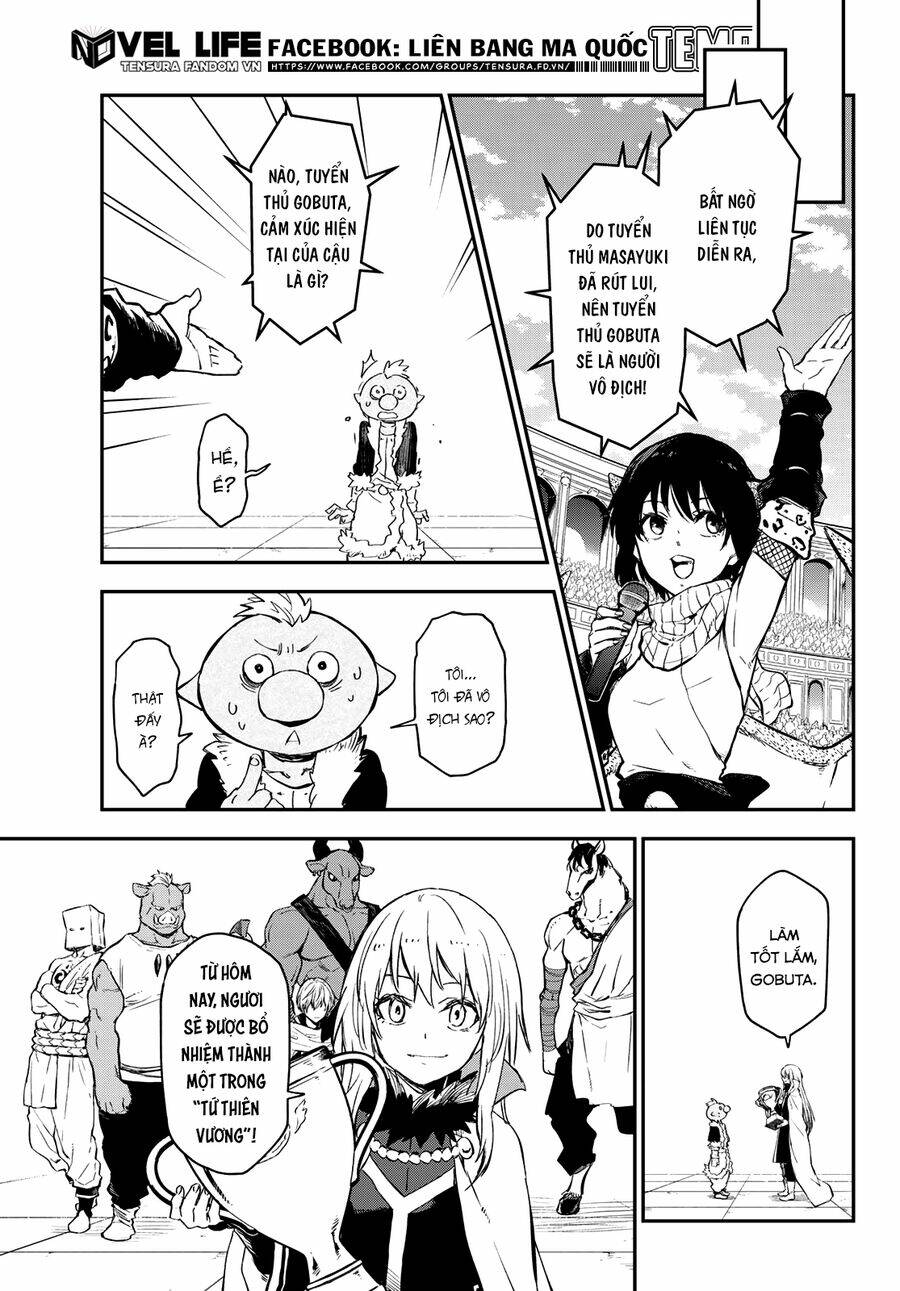 NOVEL LIFE
TENSURA FANDOM VN
FACEBOOK: LIÊN BANG MA QUỐC
HTTPS://WWW.FACEBOOK.COM/GROUPS/TENSURA.FD.VN/
BẤT NGỜ
LIÊN TỤC
DIỄN RA,
DO TUYỂN
THỦ MASAYUKI
ĐÃ RÚT LUI,
NÊN TUYỂN
THỦ GOBUTA
SẼ LÀ NGƯỜI
VÔ ĐỊCH!
NÀO, TUYỂN
THỦ GOBUTA,
CẢM XÚC HIỆN
TẠI CỦA CẬU
LÀ GÌ?
HỂ,
Ể?
TÔI...
TÔI ĐÃ VÔ
ĐỊCH SAO?
THẬT
ĐẤY
À?
LÀM
TỐT LẮM,
GOBUTA.
TỪ HÔM
NAY, NGƯƠI
SẼ ĐƯỢC BỔ
NHIỆM THÀNH
MỘT TRONG
"TỨ THIÊN
VƯƠNG"!